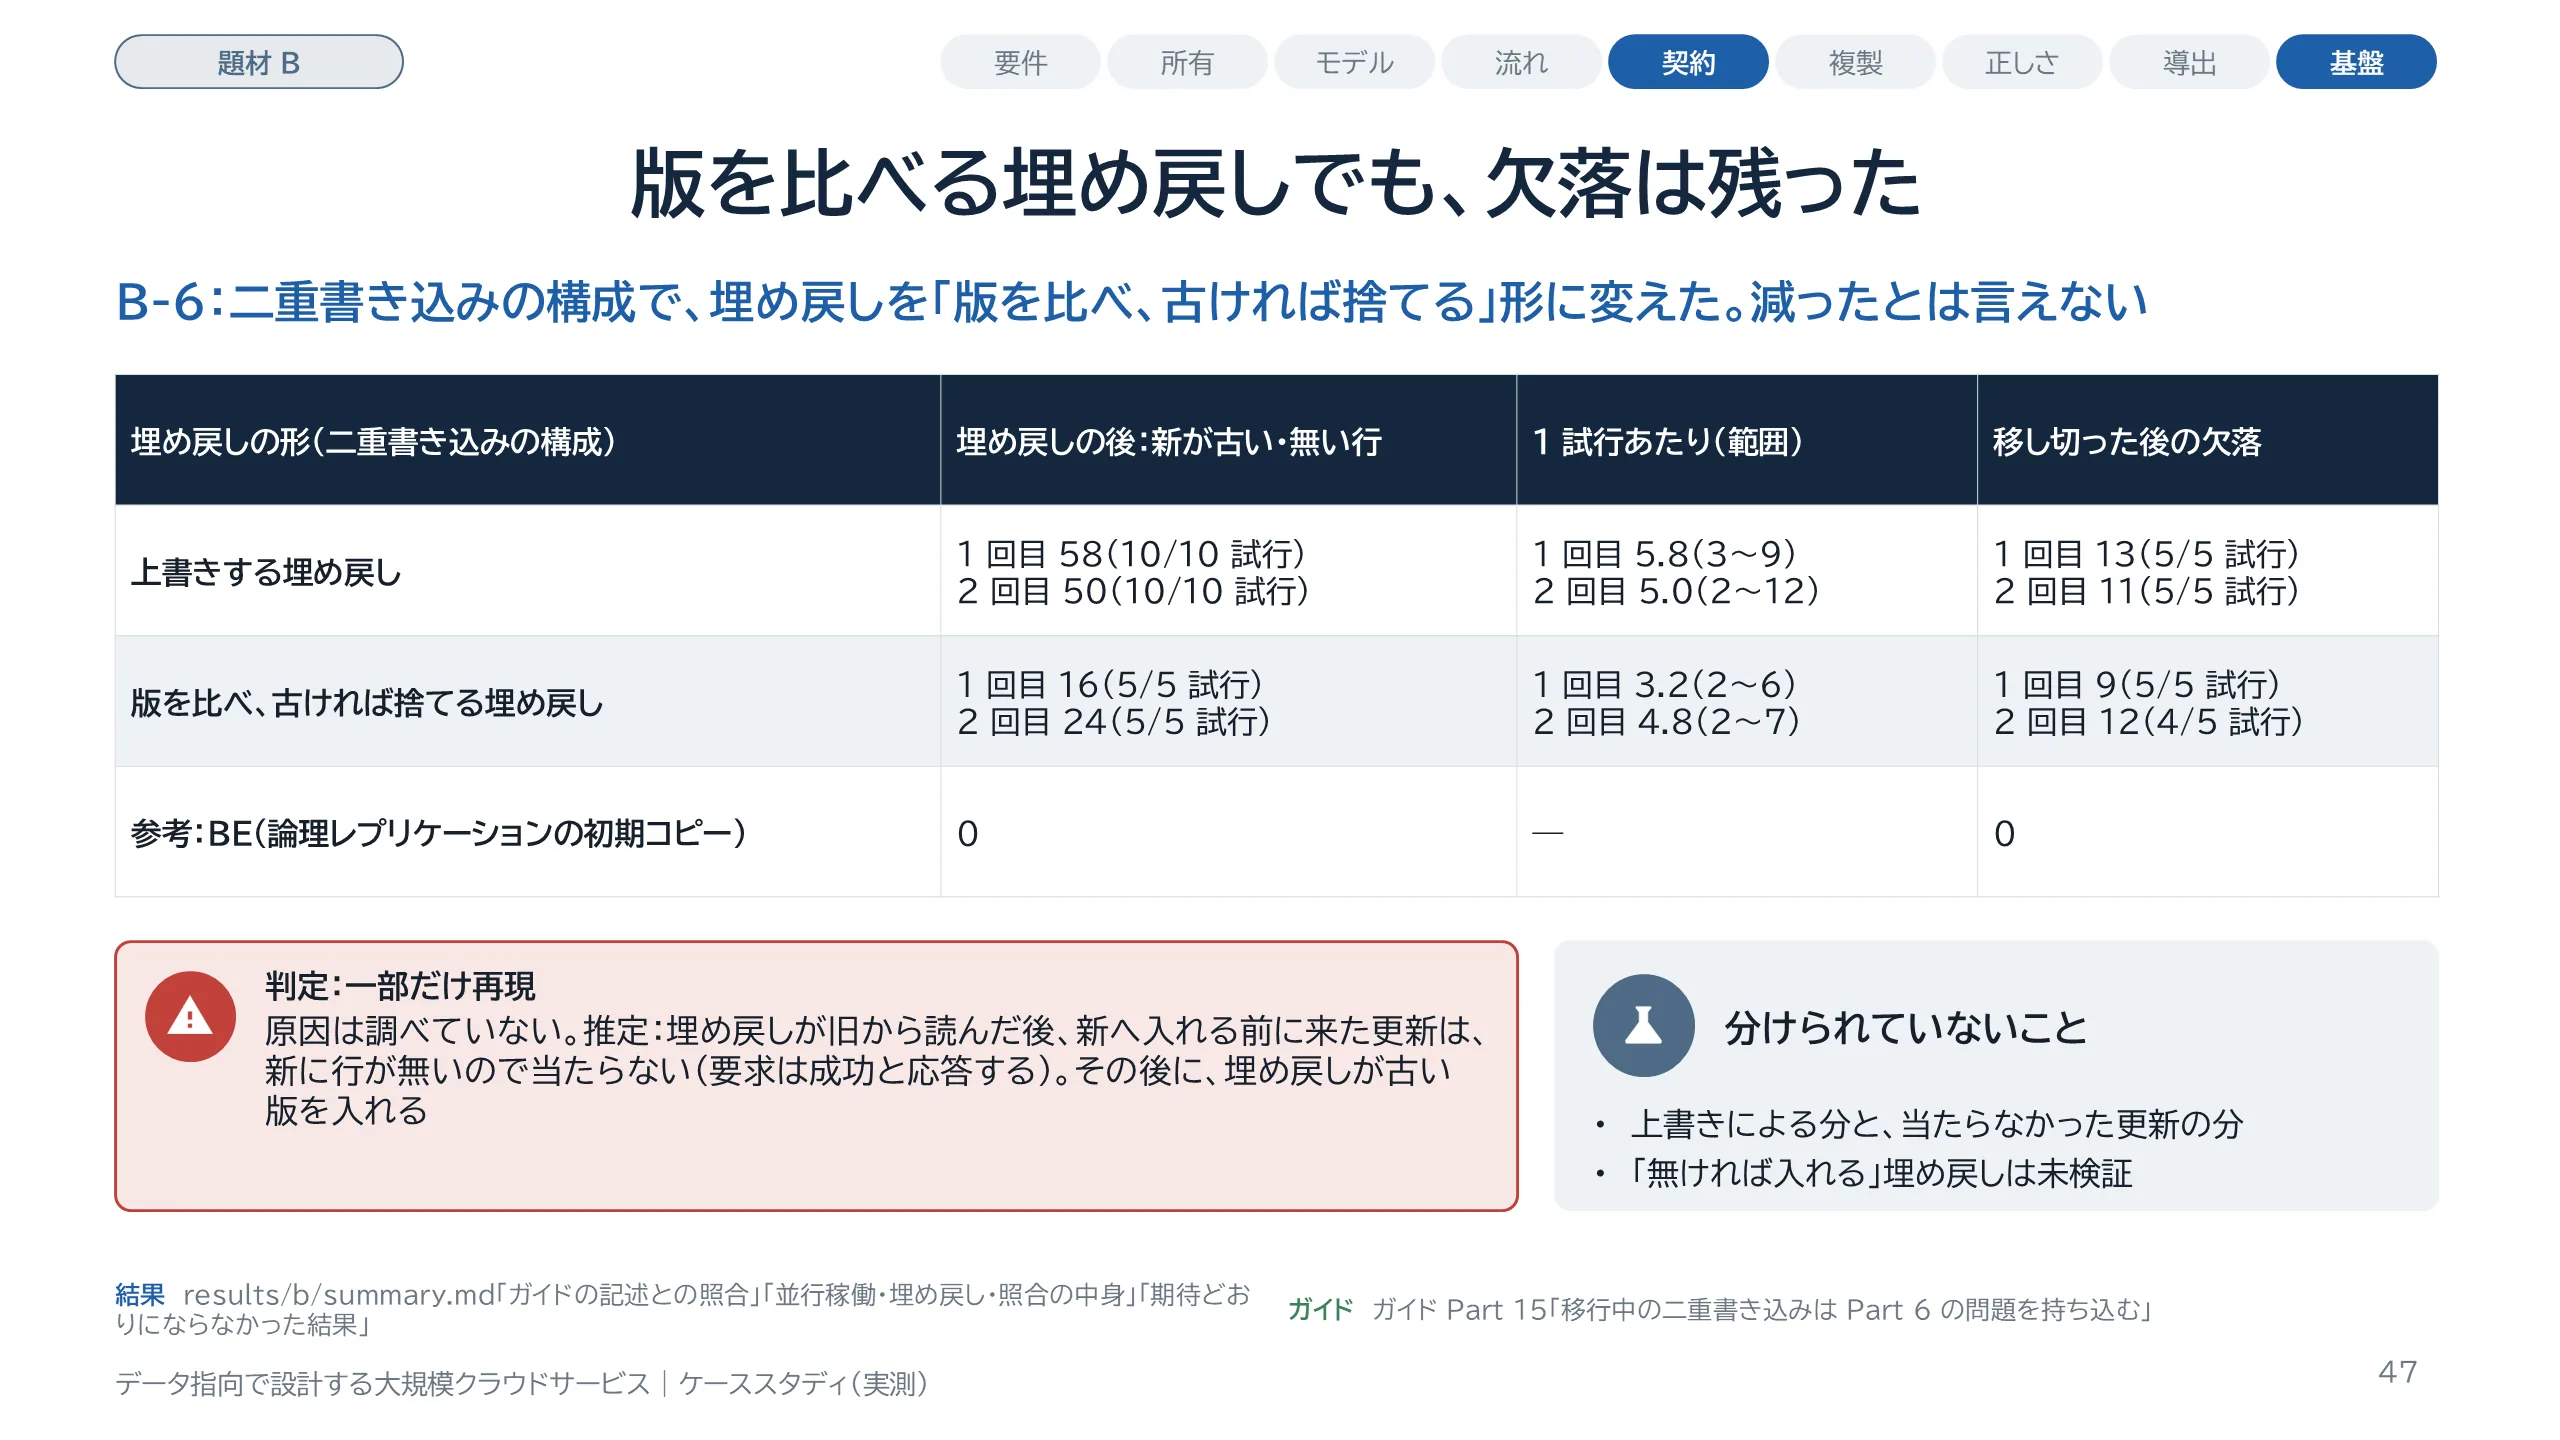 題材 B
要件
所有
モデル
流れ
契約
複製
正しさ
導出
基盤
版を比べる埋め戻しでも、欠落は残った
B-6：二重書き込みの構成で、埋め戻しを「版を比べ、古ければ捨てる」形に変えた。減ったとは言えない
埋め戻しの形（二重書き込みの構成）
埋め戻しの後：新が古い・無い行
1 試行あたり（範囲）
移し切った後の欠落
上書きする埋め戻し
1 回目 58（10/10 試行）
2 回目 50（10/10 試行）
1 回目 5.8（3～9）
2 回目 5.0（2～12）
1 回目 13（5/5 試行）
2 回目 11（5/5 試行）
版を比べ、古ければ捨てる埋め戻し
1 回目 16（5/5 試行）
2 回目 24（5/5 試行）
1 回目 3.2（2～6）
2 回目 4.8（2～7）
1 回目 9（5/5 試行）
2 回目 12（4/5 試行）
参考：BE（論理レプリケーションの初期コピー）
0
—
0
判定：一部だけ再現
原因は調べていない。推定：埋め戻しが旧から読んだ後、新へ入れる前に来た更新は、
新に行が無いので当たらない（要求は成功と応答する）。その後に、埋め戻しが古い
版を入れる
分けられていないこと
• 上書きによる分と、当たらなかった更新の分
• 「無ければ入れる」埋め戻しは未検証
結果 results/b/summary.md「ガイドの記述との照合」「並行稼働・埋め戻し・照合の中身」「期待どお
りにならなかった結果」
ガイド ガイド Part 15「移行中の二重書き込みは Part 6 の問題を持ち込む」
データ指向で設計する大規模クラウドサービス｜ケーススタディ（実測）
47